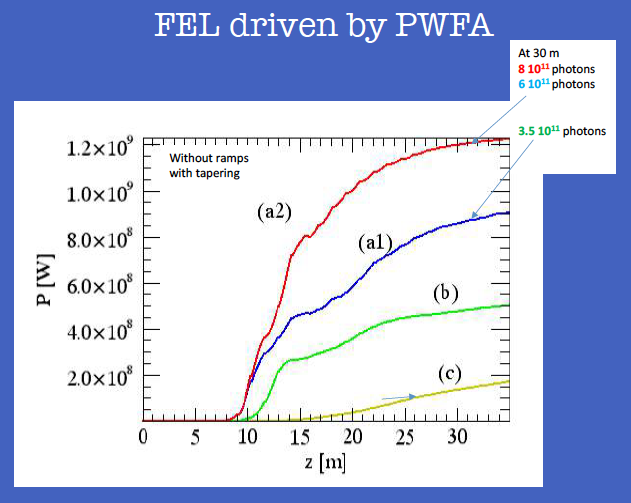 FEL driven by PWFA
At 30 m
8 10¹¹ photons
6 10¹¹ photons
3.5 10¹¹ photons
Without ramps
with tapering
1.2×10⁹
1.0×10⁹
8.0×10⁸
6.0×10⁸
4.0×10⁸
2.0×10⁸
P [W]
(a2)
(a1)
(b)
(c)
0 5 10 15 20 25 30
z [m]